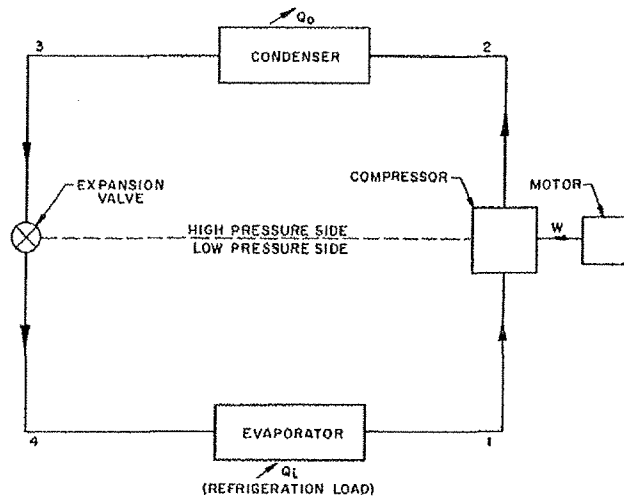 Qo
3
CONDENSER
2
EXPANSION
VALVE
COMPRESSOR
MOTOR
HIGH PRESSURE SIDE
LOW PRESSURE SIDE
W
4
EVAPORATOR
1
Qi
(REFRIGERATION LOAD)